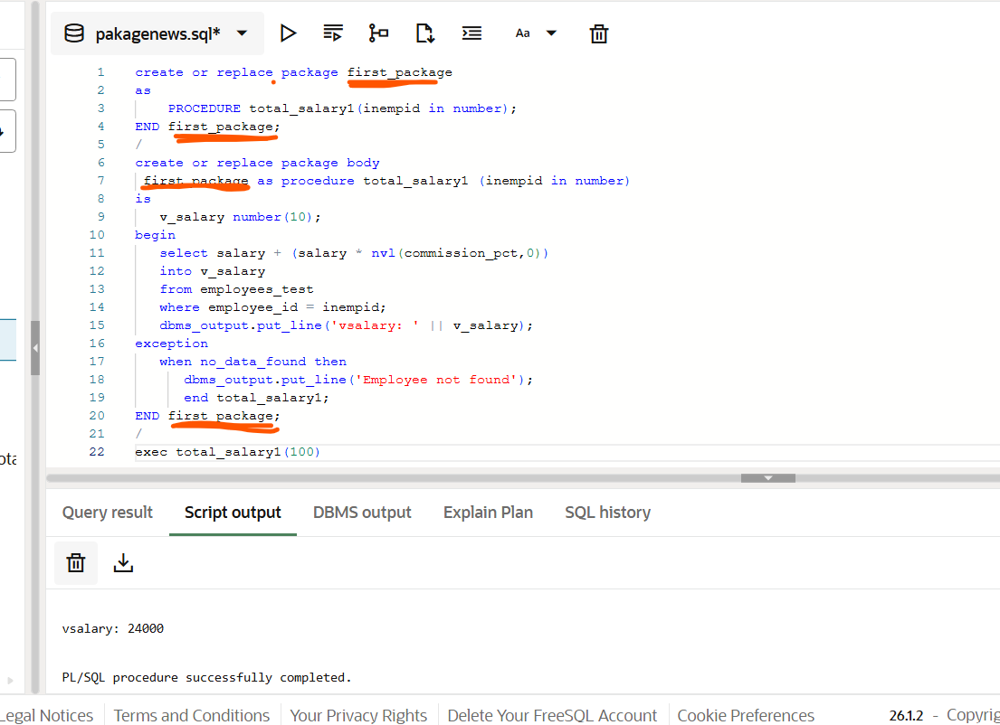 pakagenews.sql*
Aa
1 create or replace package first_package
2 as
3 PROCEDURE total_salary1(inempid in number);
4 END first_package;
5 /
6 create or replace package body
7 first_package as procedure total_salary1 (inempid in number)
8 is
9 v_salary number(10);
10 begin
11 select salary + (salary * nvl(commission_pct,0))
12 into v_salary
13 from employees_test
14 where employee_id = inempid;
15 dbms_output.put_line('vsalary: ' || v_salary);
16 exception
17 when no_data_found then
18 dbms_output.put_line('Employee not found');
19 end total_salary1;
20 END first_package;
21 /
22 exec total_salary1(100)
ota
Query result Script output DBMS output Explain Plan SQL history
vsalary: 24000
PL/SQL procedure successfully completed.
Legal Notices Terms and Conditions Your Privacy Rights Delete Your FreeSQL Account Cookie Preferences 26.1.2 - Copyrig